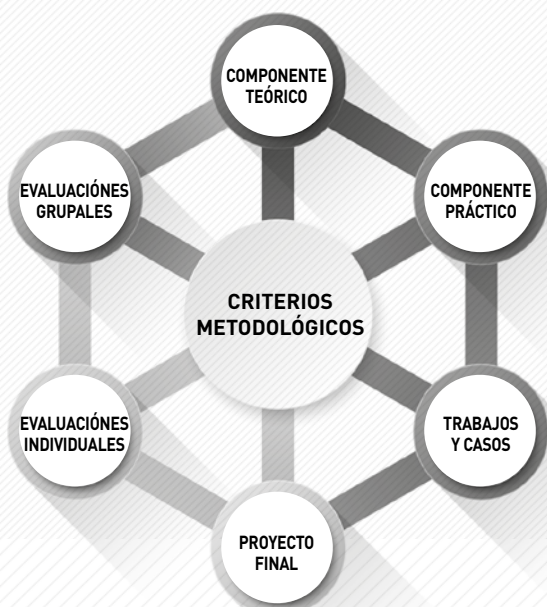 COMPONENTE
TEÓRICO
EVALUACIÓNES
GRUPALES
COMPONENTE
PRÁCTICO
CRITERIOS
METODOLÓGICOS
EVALUACIÓNES
INDIVIDUALES
TRABAJOS
Y CASOS
PROYECTO
FINAL